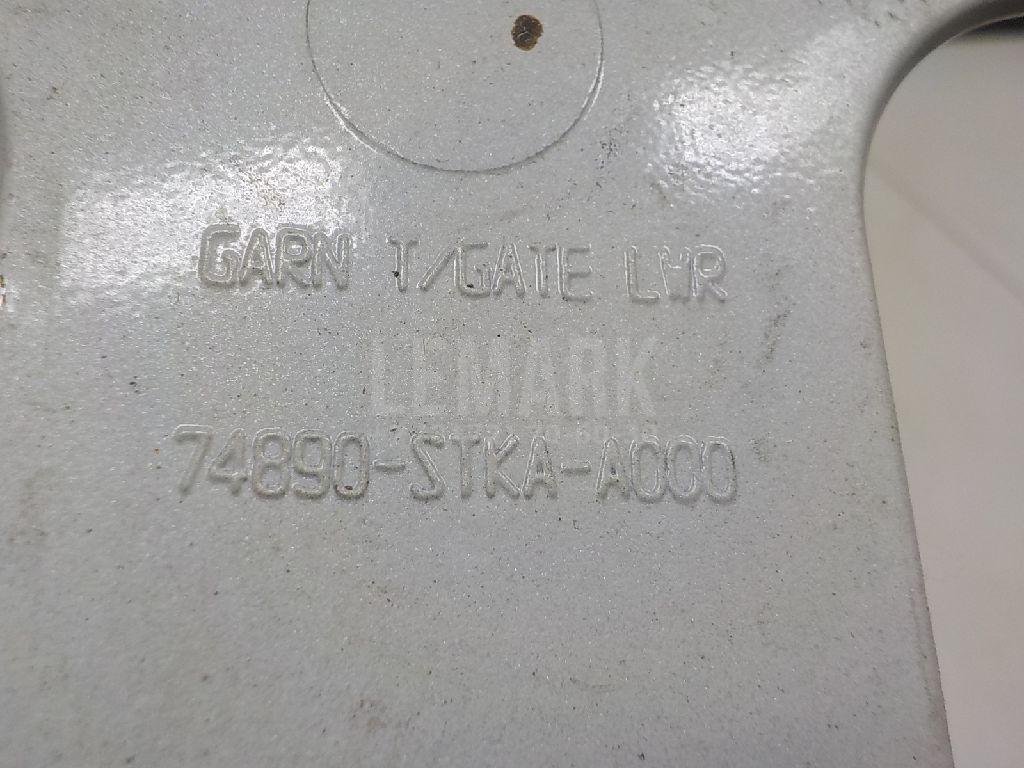 GARN T/GATE LWR
LEMARK
74890-STKA-A000